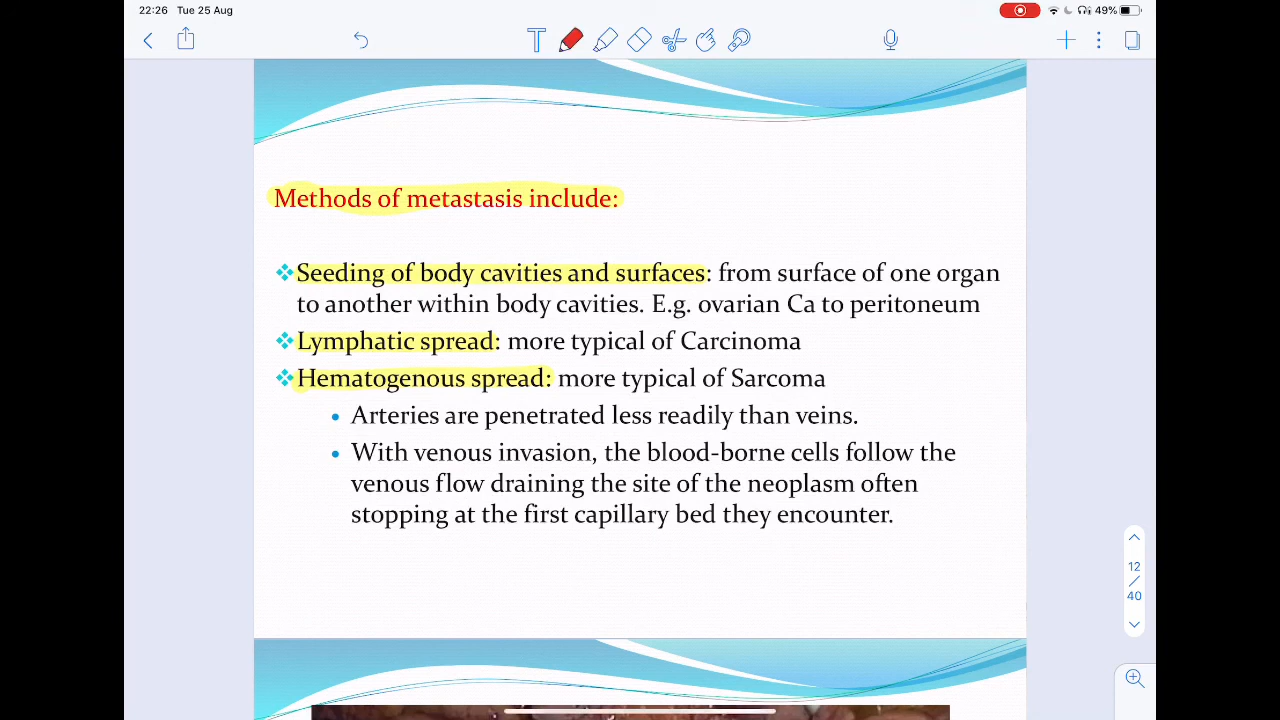 22:26 Tue 25 Aug
49%
T
Methods of metastasis include:
Seeding of body cavities and surfaces: from surface of one organ
to another within body cavities. E.g. ovarian Ca to peritoneum
Lymphatic spread: more typical of Carcinoma
Hematogenous spread: more typical of Sarcoma
• Arteries are penetrated less readily than veins.
• With venous invasion, the blood-borne cells follow the
venous flow draining the site of the neoplasm often
stopping at the first capillary bed they encounter.
12
/
40